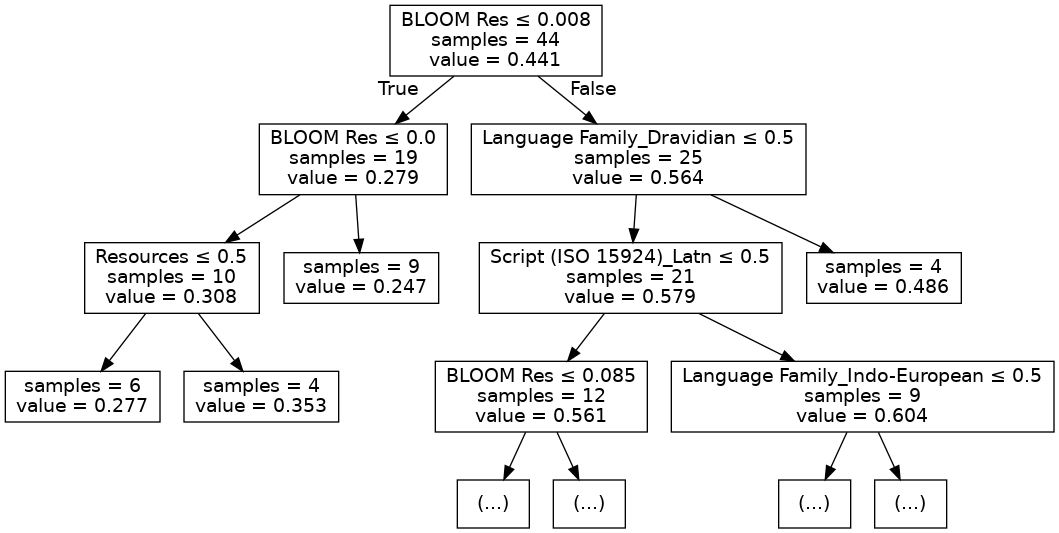 BLOOM Res ≤ 0.008
samples = 44
value = 0.441
True
False
BLOOM Res ≤ 0.0
samples = 19
value = 0.279
Language Family_Dravidian ≤ 0.5
samples = 25
value = 0.564
Resources ≤ 0.5
samples = 10
value = 0.308
samples = 9
value = 0.247
Script (ISO 15924)_Latn ≤ 0.5
samples = 21
value = 0.579
samples = 4
value = 0.486
samples = 6
value = 0.277
samples = 4
value = 0.353
BLOOM Res ≤ 0.085
samples = 12
value = 0.561
Language Family_Indo-European ≤ 0.5
samples = 9
value = 0.604
(...)
(...)
(...)
(...)